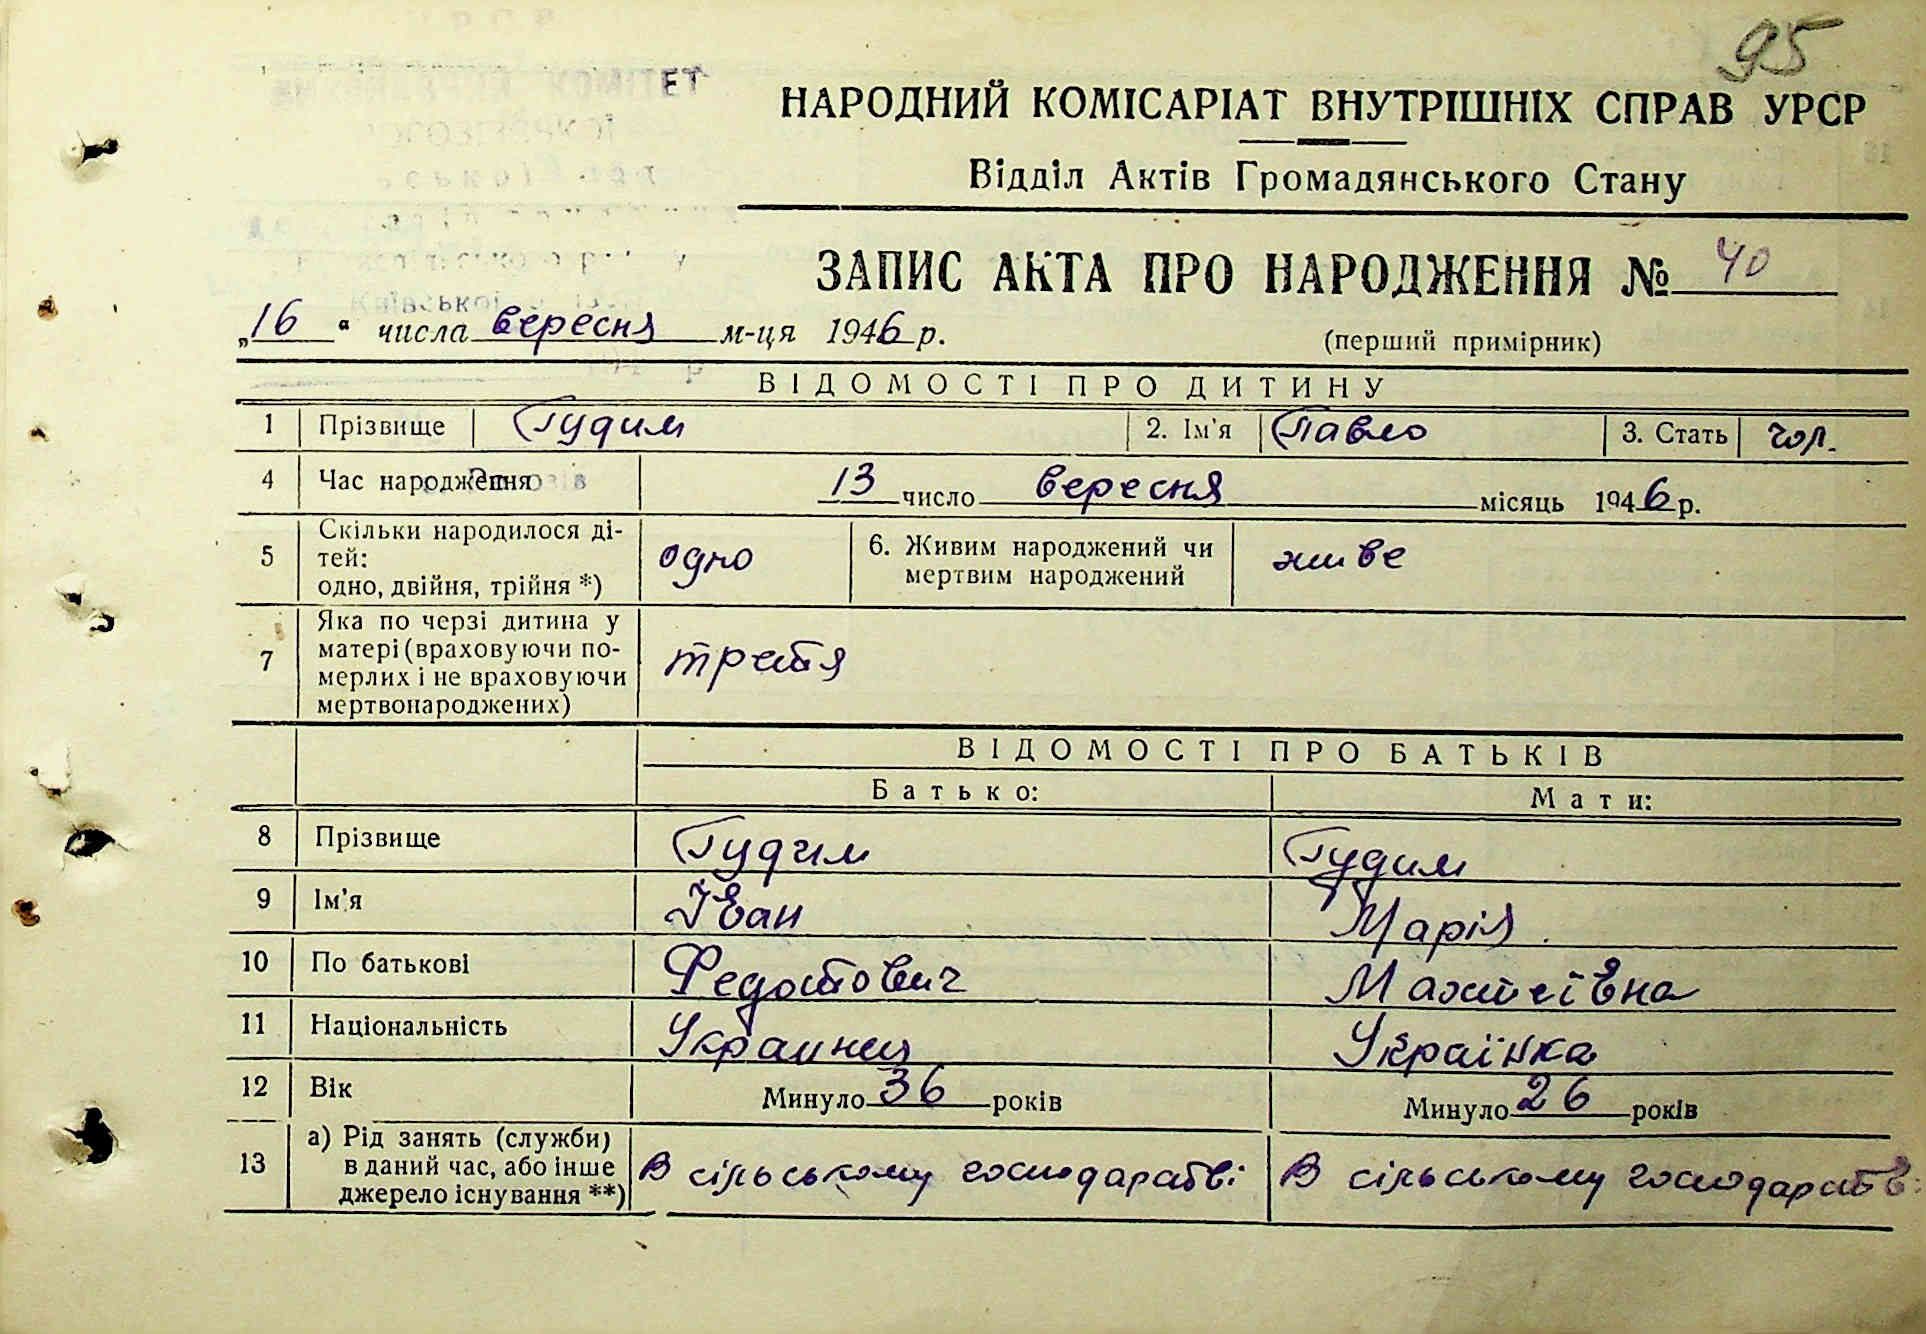 95
НАРОДНИЙ КОМІСАРІАТ ВНУТРІШНІХ СПРАВ УРСР
Відділ Актів Громадянського Стану
ЗАПИС АКТА ПРО НАРОДЖЕННЯ № 40
„16“ числа вересня м-ця 1946 р.
(перший примірник)
ВІДОМОСТІ ПРО ДИТИНУ
1 Прізвище Гудим 2. Ім'я Павло 3. Стать чол.
4 Час народження 13 число вересня місяць 1946 р.
5 Скільки народилося ді-
тей:
одно, двійня, трійня *) одно 6. Живим народжений чи
мертвим народжений живе
7 Яка по черзі дитина у
матері (враховуючи по-
мерлих і не враховуючи
мертвонароджених) третя
ВІДОМОСТІ ПРО БАТЬКІВ
Батько: Мати:
8 Прізвище Гудим Гудим
9 Ім'я Іван Марія
10 По батькові Федотович Матвіївна
11 Національність Украинец Українка
12 Вік Минуло 36 років Минуло 26 років
13 а) Рід занять (служби)
в даний час, або інше
джерело існування **) В сільському господарстві В сільському господарстві